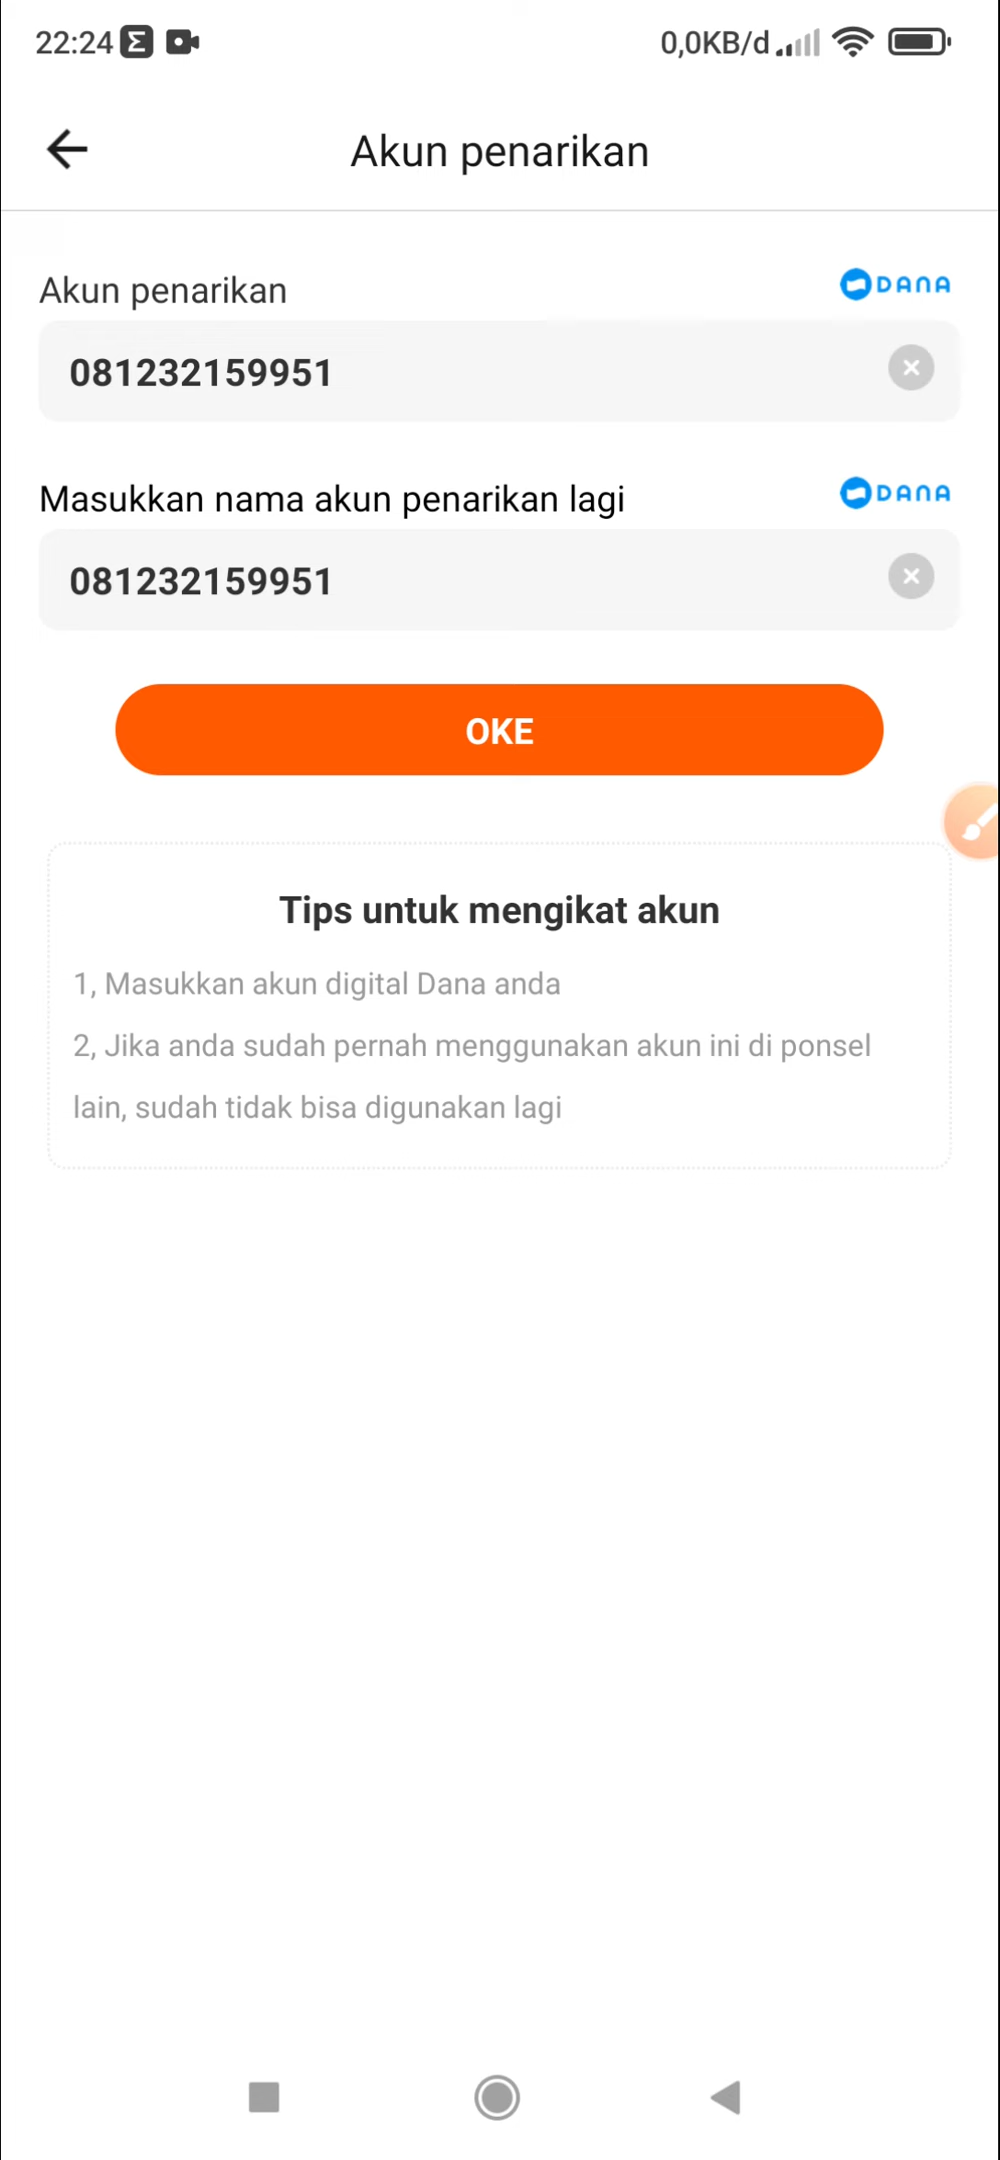 22:24 0,0KB/d
Akun penarikan
Akun penarikan DANA
081232159951
Masukkan nama akun penarikan lagi DANA
081232159951
OKE
Tips untuk mengikat akun
1, Masukkan akun digital Dana anda
2, Jika anda sudah pernah menggunakan akun ini di ponsel
lain, sudah tidak bisa digunakan lagi